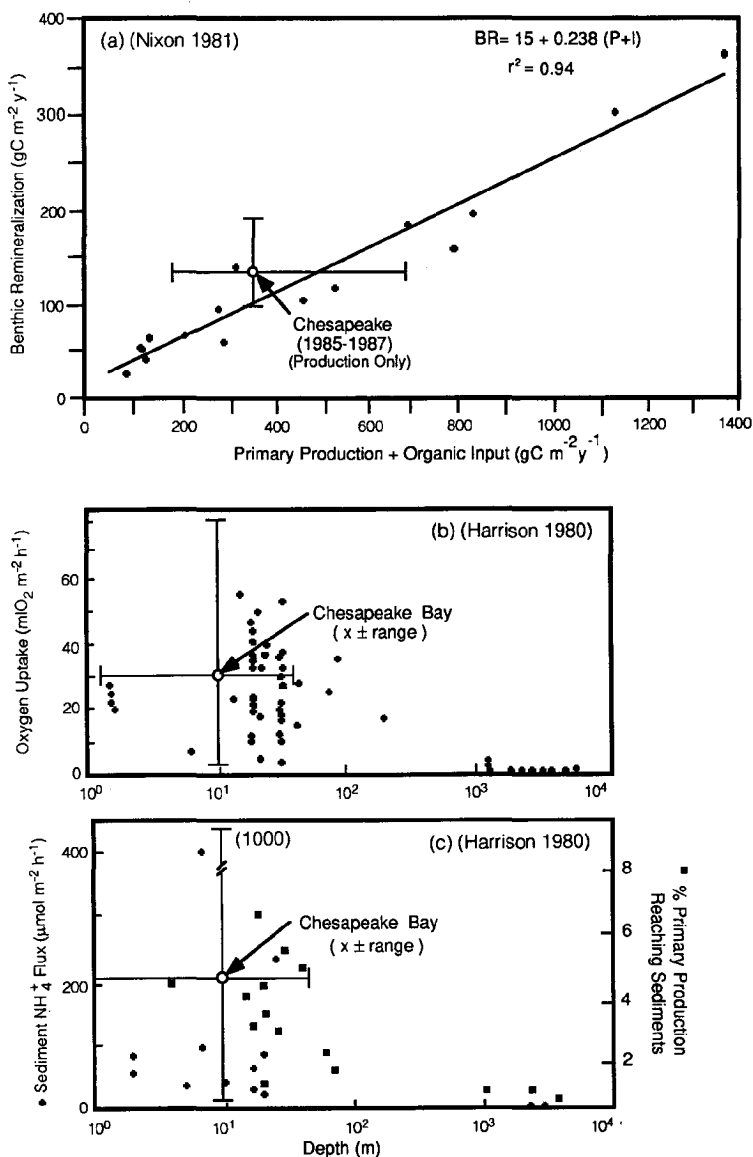 (a) (Nixon 1981)
BR= 15 + 0.238 (P+I)
r² = 0.94
Benthic Remineralization (gC m⁻² y⁻¹)
400
300
200
100
0
Chesapeake
(1985-1987)
(Production Only)
0 200 400 600 800 1000 1200 1400
Primary Production + Organic Input (gC m⁻² y⁻¹)
(b) (Harrison 1980)
Oxygen Uptake (mlO₂ m⁻² h⁻¹)
60
40
20
0
Chesapeake Bay
( x ± range )
10⁰ 10¹ 10² 10³ 10⁴
(1000)
(c) (Harrison 1980)
Sediment NH₄⁺ Flux (μmol m⁻² h⁻¹)
400
200
0
Chesapeake Bay
( x ± range )
8
6
4
2
% Primary Production
Reaching Sediments
10⁰ 10¹ 10² 10³ 10⁴
Depth (m)